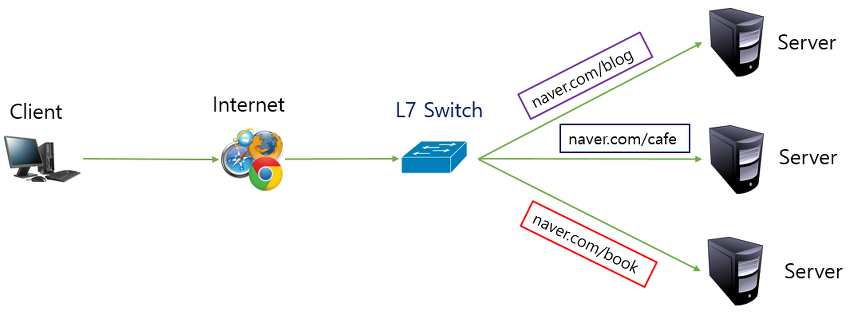 Client
Internet
L7 Switch
naver.com/blog
Server
naver.com/cafe
Server
naver.com/book
Server